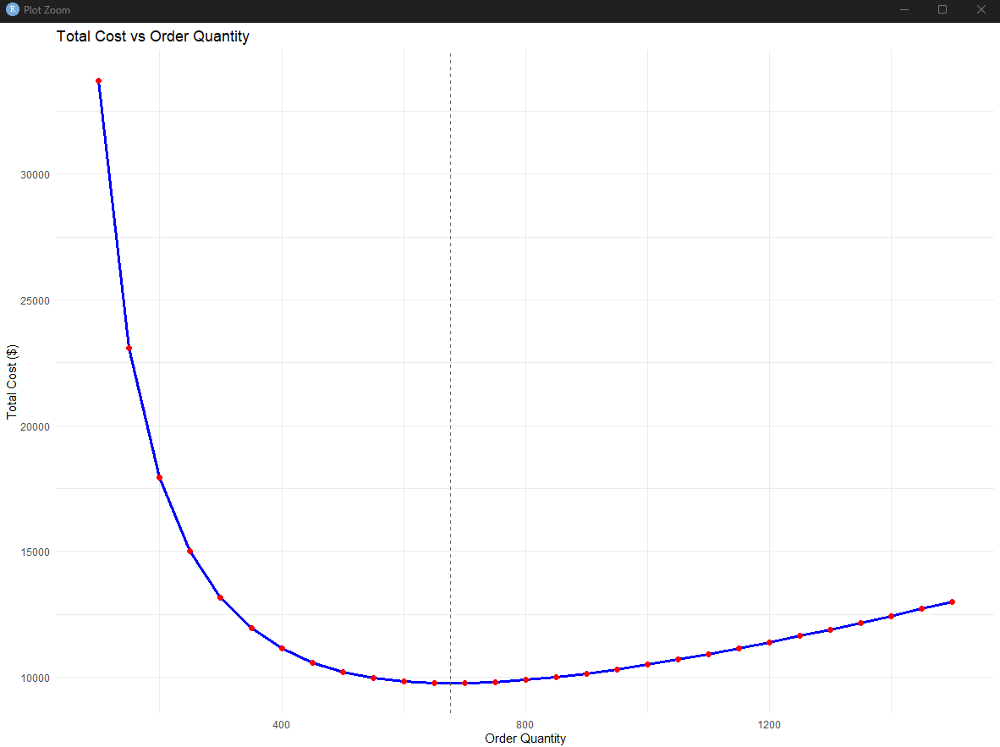 R Plot Zoom
Total Cost vs Order Quantity
Total Cost ($)
30000
25000
20000
15000
10000
400 800 1200
Order Quantity